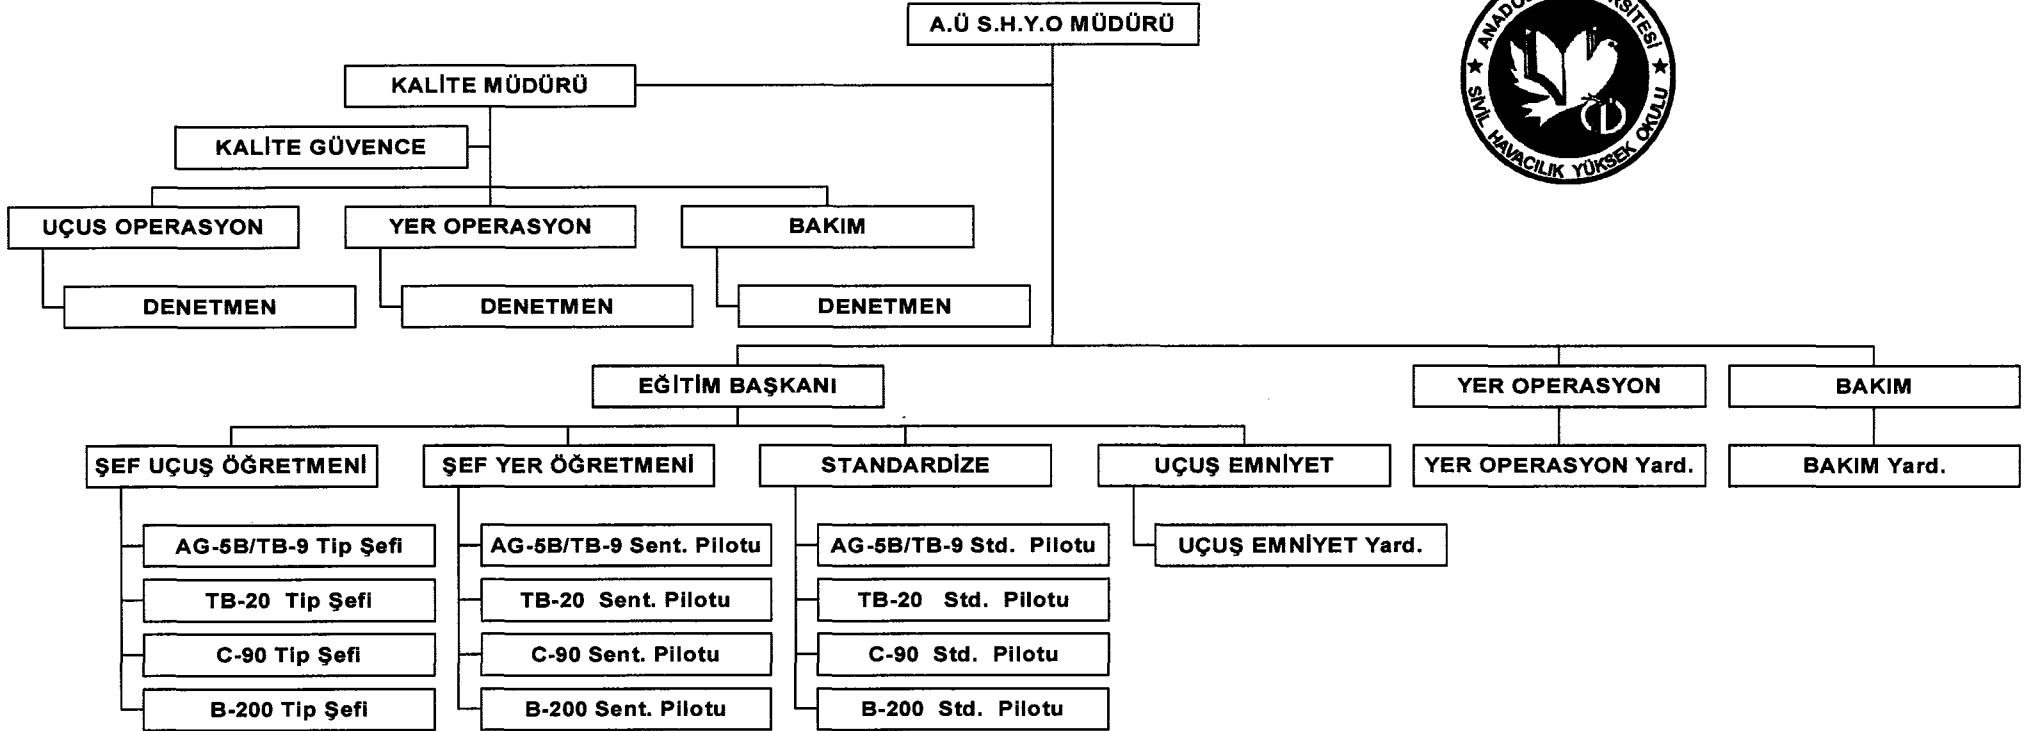 A.Ü S.H.Y.O MÜDÜRÜ
SİVİL HAVACILIK YÜKSEK OKULU
KALİTE MÜDÜRÜ
KALİTE GÜVENCE
UÇUS OPERASYON
YER OPERASYON
BAKIM
DENETMEN
DENETMEN
DENETMEN
EĞİTİM BAŞKANI
YER OPERASYON
BAKIM
ŞEF UÇUŞ ÖĞRETMENİ
ŞEF YER ÖĞRETMENİ
STANDARDİZE
UÇUŞ EMNİYET
YER OPERASYON Yard.
BAKIM Yard.
AG-5B/TB-9 Tip Şefi
AG-5B/TB-9 Sent. Pilotu
AG-5B/TB-9 Std. Pilotu
UÇUŞ EMNİYET Yard.
TB-20 Tip Şefi
TB-20 Sent. Pilotu
TB-20 Std. Pilotu
C-90 Tip Şefi
C-90 Sent. Pilotu
C-90 Std. Pilotu
B-200 Tip Şefi
B-200 Sent. Pilotu
B-200 Std. Pilotu